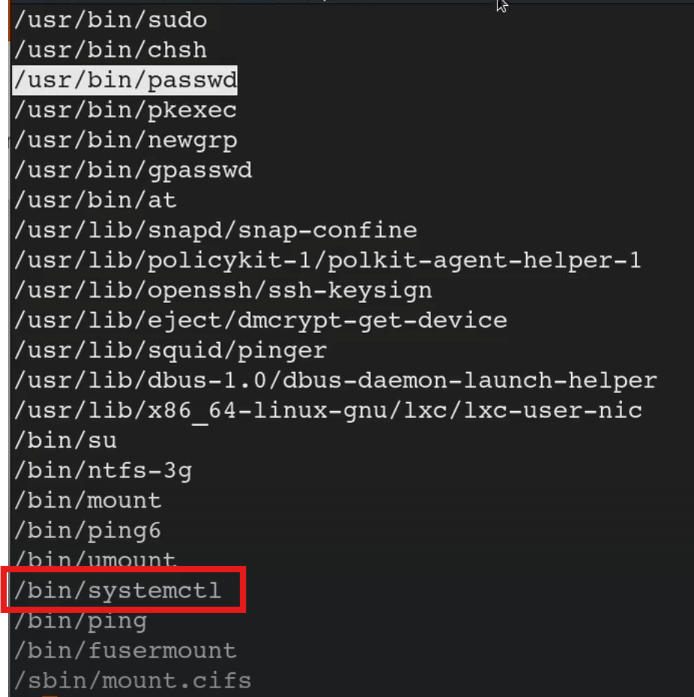 /usr/bin/sudo
/usr/bin/chsh
/usr/bin/passwd
/usr/bin/pkexec
/usr/bin/newgrp
/usr/bin/gpasswd
/usr/bin/at
/usr/lib/snapd/snap-confine
/usr/lib/policykit-1/polkit-agent-helper-1
/usr/lib/openssh/ssh-keysign
/usr/lib/eject/dmcrypt-get-device
/usr/lib/squid/pinger
/usr/lib/dbus-1.0/dbus-daemon-launch-helper
/usr/lib/x86_64-linux-gnu/lxc/lxc-user-nic
/bin/su
/bin/ntfs-3g
/bin/mount
/bin/ping6
/bin/umount
/bin/systemctl
/bin/ping
/bin/fusermount
/sbin/mount.cifs